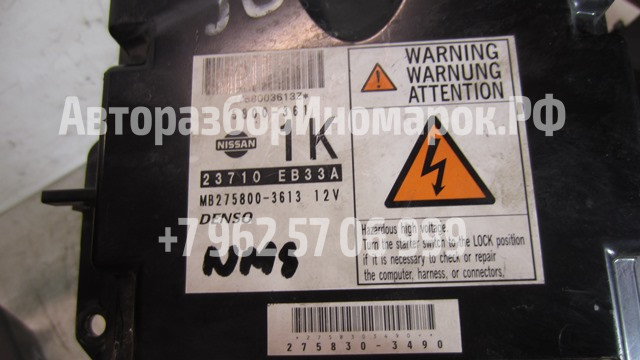 WARNING
WARNUNG
ATTENTION
АвторазборИномарок.РФ
NISSAN 1K
23710 EB33A
MB275800-3613 12V
DENSO
+7 962 57 06 999
NMS
Hazardous high voltage.
Turn the starter switch to the LOCK position
if it is necessary to check or repair
the computer, harness, or connectors.
275830-3490